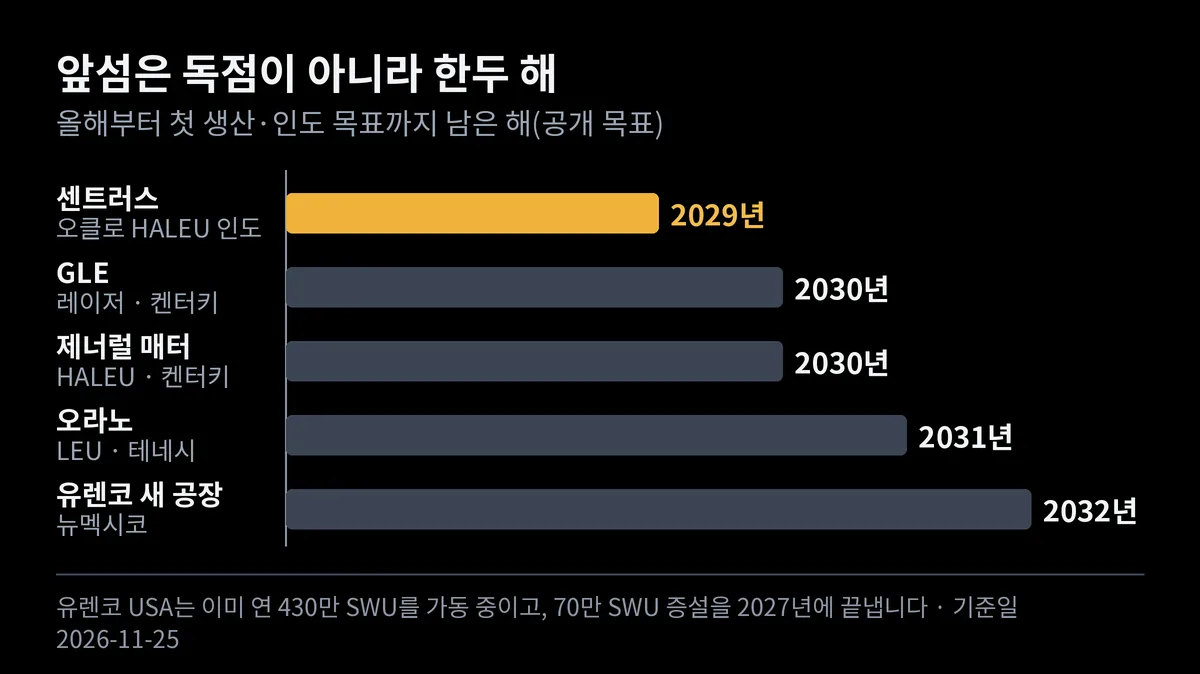 앞섬은 독점이 아니라 한두 해
올해부터 첫 생산·인도 목표까지 남은 해(공개 목표)
센트러스
오클로 HALEU 인도
2029년
GLE
레이저 · 켄터키
2030년
제너럴 매터
HALEU · 켄터키
2030년
오라노
LEU · 테네시
2031년
유렌코 새 공장
뉴멕시코
2032년
유렌코 USA는 이미 연 430만 SWU를 가동 중이고, 70만 SWU 증설을 2027년에 끝냅니다 · 기준일
2026-11-25